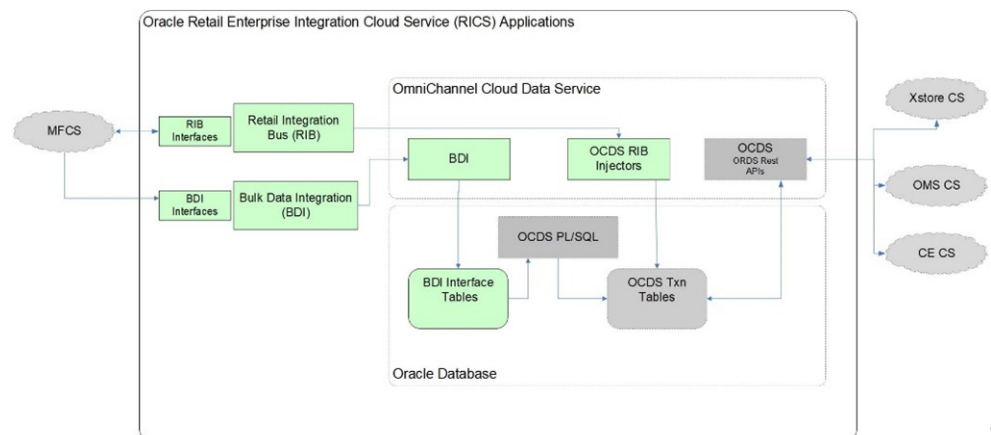 Oracle Retail Enterprise Integration Cloud Service (RICS) Applications
OmniChannel Cloud Data Service
MFCS
RIB
Interfaces
Retail Integration
Bus (RIB)
BDI
OCDS RIB
Injectors
OCDS
ORDS Rest
APIs
Xstore CS
OMS CS
CE CS
BDI
Interfaces
Bulk Data Integration
(BDI)
OCDS PL/SQL
BDI Interface
Tables
OCDS Txn
Tables
Oracle Database